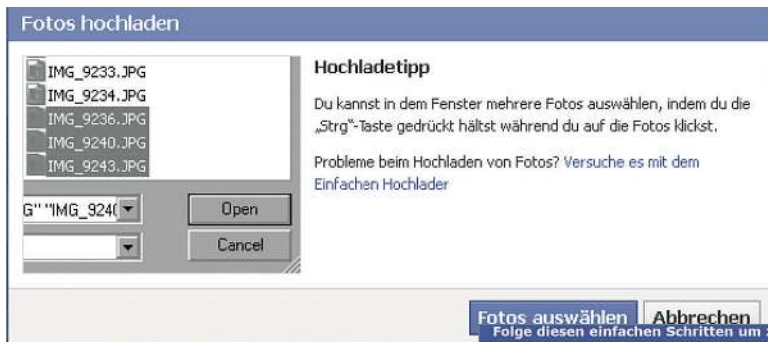 Fotos hochladen
IMG_9233.JPG
IMG_9234.JPG
IMG_9236.JPG
IMG_9240.JPG
IMG_9243.JPG
G" "IMG_924(
Open
Cancel
Hochladetipp
Du kannst in dem Fenster mehrere Fotos auswählen, indem du die
„Strg“-Taste gedrückt hältst während du auf die Fotos klickst.
Probleme beim Hochladen von Fotos? Versuche es mit dem
Einfachen Hochlader
Fotos auswählen
Abbrechen
Folge diesen einfachen Schritten um